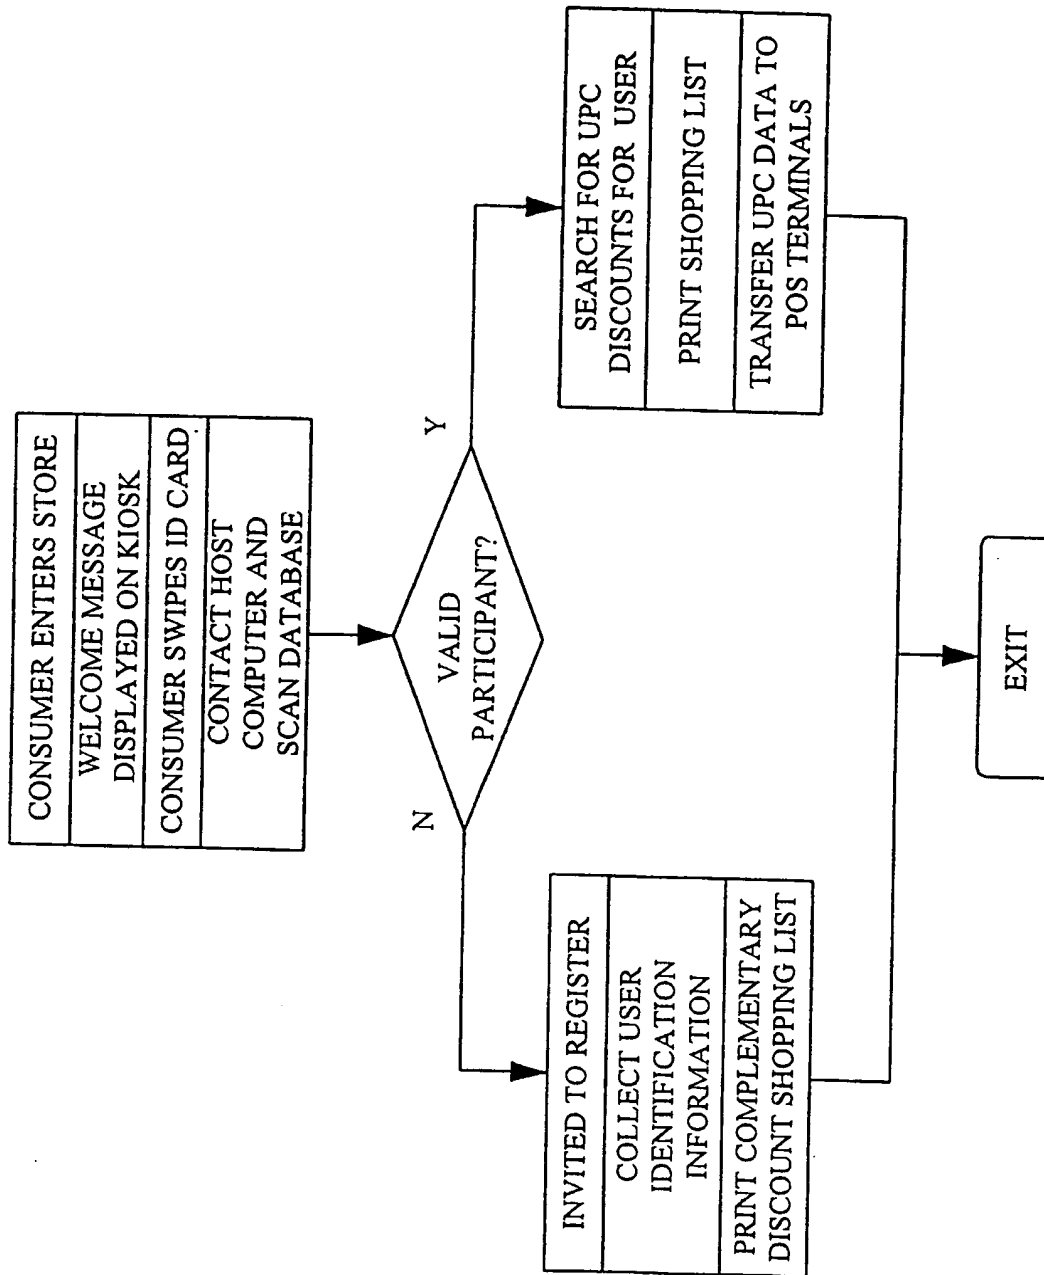 CONSUMER ENTERS STORE
WELCOME MESSAGE
DISPLAYED ON KIOSK
CONSUMER SWIPES ID CARD
CONTACT HOST
COMPUTER AND
SCAN DATABASE
VALID
PARTICIPANT?
N
Y
INVITED TO REGISTER
COLLECT USER
IDENTIFICATION
INFORMATION
PRINT COMPLEMENTARY
DISCOUNT SHOPPING LIST
SEARCH FOR UPC
DISCOUNTS FOR USER
PRINT SHOPPING LIST
TRANSFER UPC DATA TO
POS TERMINALS
EXIT